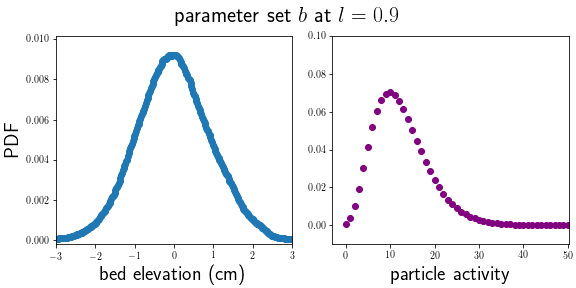 parameter set b at l = 0.9
PDF
0.010
0.008
0.006
0.004
0.002
0.000
−3 −2 −1 0 1 2 3
bed elevation (cm)
0.10
0.08
0.06
0.04
0.02
0.00
0 10 20 30 40 50
particle activity